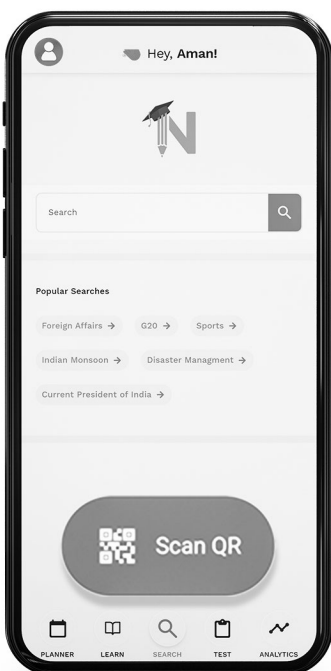 Hey, Aman!
N
Search
Popular Searches
Foreign Affairs → G20 → Sports →
Indian Monsoon → Disaster Managment →
Current President of India →
Scan QR
PLANNER LEARN SEARCH TEST ANALYTICS